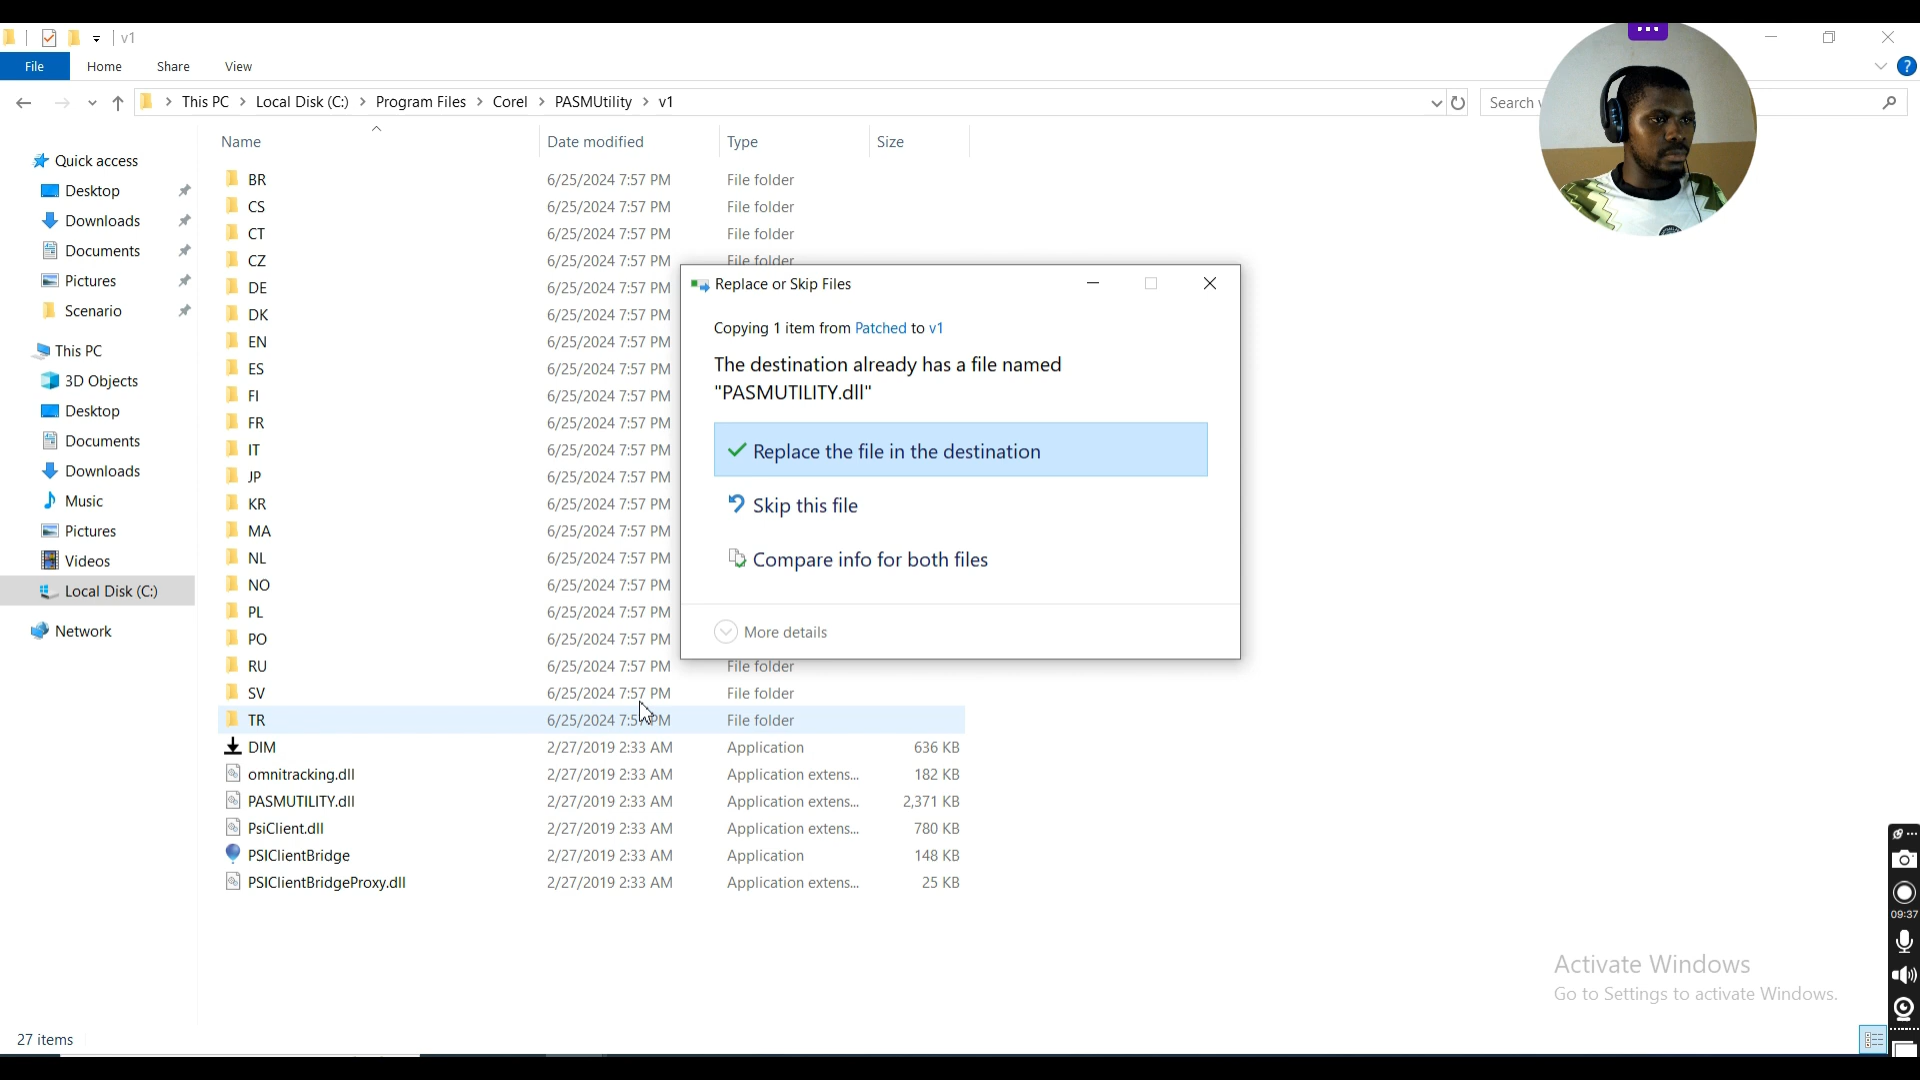 v1
File Home Share View
This PC Local Disk (C:) Program Files Corel PASMUtility v1
Search
Name Date modified Type Size
Quick access
Desktop
Downloads
Documents
Pictures
Scenario
This PC
3D Objects
Desktop
Documents
Downloads
Music
Pictures
Videos
Local Disk (C:)
Network
BR 6/25/2024 7:57 PM File folder
CS 6/25/2024 7:57 PM File folder
CT 6/25/2024 7:57 PM File folder
CZ 6/25/2024 7:57 PM File folder
DE 6/25/2024 7:57 PM
DK 6/25/2024 7:57 PM
EN 6/25/2024 7:57 PM
ES 6/25/2024 7:57 PM
FI 6/25/2024 7:57 PM
FR 6/25/2024 7:57 PM
IT 6/25/2024 7:57 PM
JP 6/25/2024 7:57 PM
KR 6/25/2024 7:57 PM
MA 6/25/2024 7:57 PM
NL 6/25/2024 7:57 PM
NO 6/25/2024 7:57 PM
PL 6/25/2024 7:57 PM
PO 6/25/2024 7:57 PM
RU 6/25/2024 7:57 PM File folder
SV 6/25/2024 7:57 PM File folder
TR 6/25/2024 7:57 PM File folder
DIM 2/27/2019 2:33 AM Application 636 KB
omnitracking.dll 2/27/2019 2:33 AM Application extens... 182 KB
PASMUTILITY.dll 2/27/2019 2:33 AM Application extens... 2,371 KB
PsiClient.dll 2/27/2019 2:33 AM Application extens... 780 KB
PSIClientBridge 2/27/2019 2:33 AM Application 148 KB
PSIClientBridgeProxy.dll 2/27/2019 2:33 AM Application extens... 25 KB
Replace or Skip Files
Copying 1 item from Patched to v1
The destination already has a file named
"PASMUTILITY.dll"
Replace the file in the destination
Skip this file
Compare info for both files
More details
09:37
Activate Windows
Go to Settings to activate Windows.
27 items